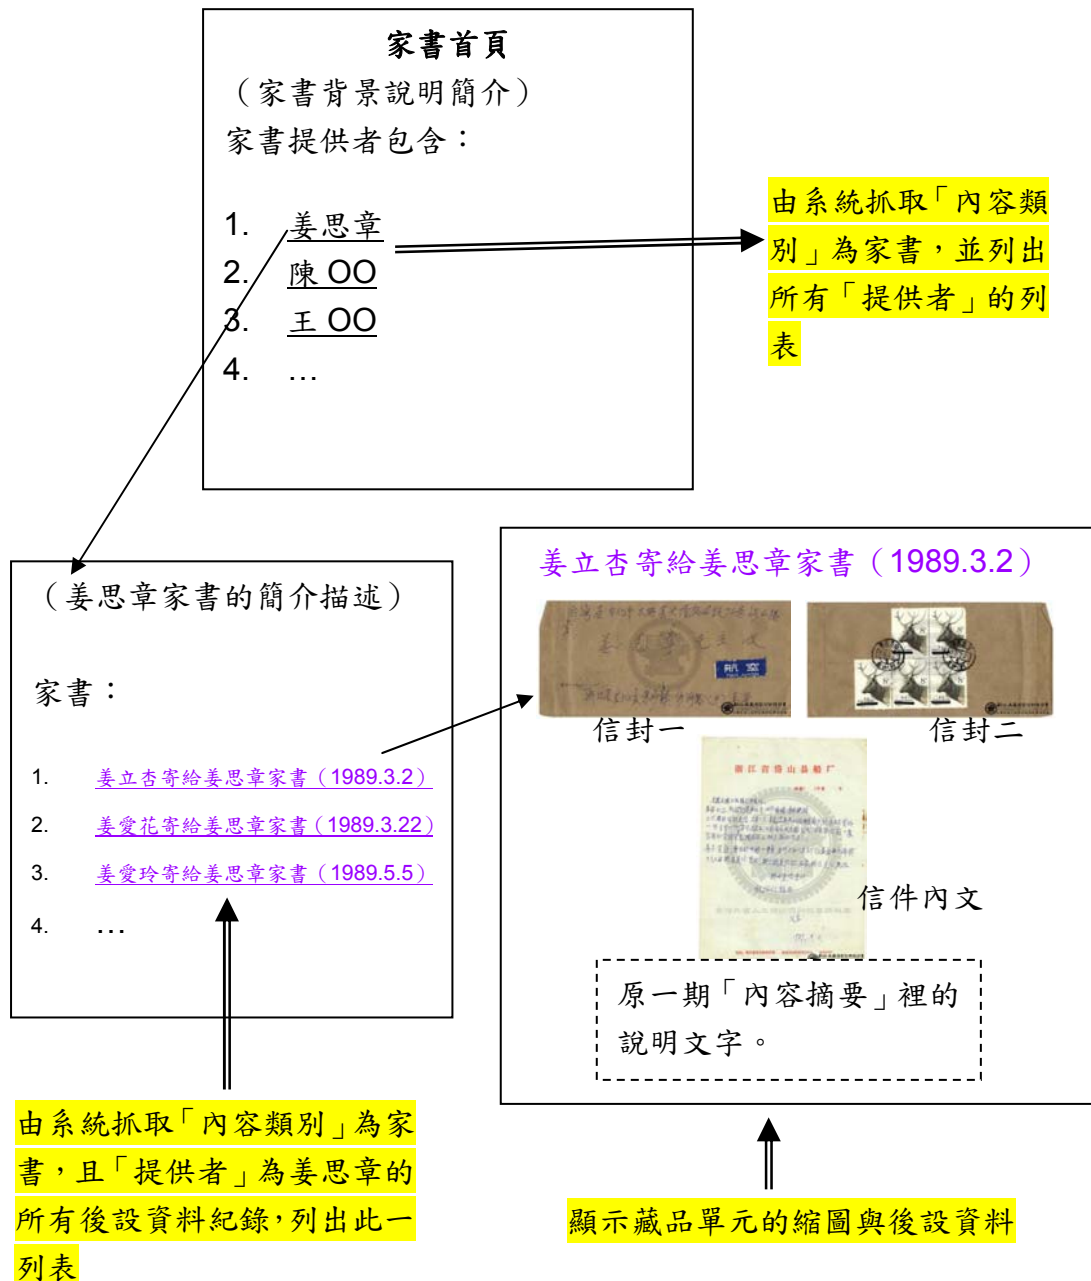 家書首頁
（家書背景說明簡介）
家書提供者包含：
1. 姜思章
2. 陳 OO
3. 王 OO
4. …
由系統抓取「內容類
別」為家書，並列出
所有「提供者」的列
表
（姜思章家書的簡介描述）
家書：
1. 姜立杏寄給姜思章家書（1989.3.2）
2. 姜愛花寄給姜思章家書（1989.3.22）
3. 姜愛玲寄給姜思章家書（1989.5.5）
4. …
姜立杏寄給姜思章家書（1989.3.2）
航空
信封一
信封二
浙江省岱山县船厂
信件內文
原一期「內容摘要」裡的
說明文字。
由系統抓取「內容類別」為家
書，且「提供者」為姜思章的
所有後設資料紀錄，列出此一
列表
顯示藏品單元的縮圖與後設資料